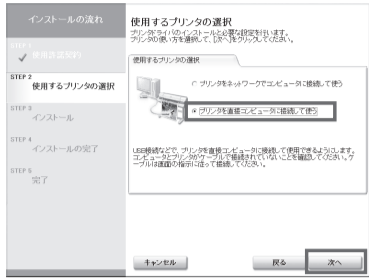 インストールの流れ
STEP 1
使用許諾契約
STEP 2
使用するプリンタの選択
STEP 3
インストール
STEP 4
インストールの完了
STEP 5
完了
使用するプリンタの選択
プリンタドライバのインストールと必要な設定を行います。
プリンタの使い方を選択して、[次へ]をクリックしてください。
使用するプリンタの選択
プリンタをネットワークでコンピュータに接続して使う
プリンタを直接コンピュータに接続して使う
USB接続などで、プリンタを直接コンピュータに接続して使用できるようにします。
コンピュータとプリンタがケーブルで接続されていないことを確認してください。ケ
ーブルは画面の指示に従って接続してください。
キャンセル
戻る
次へ